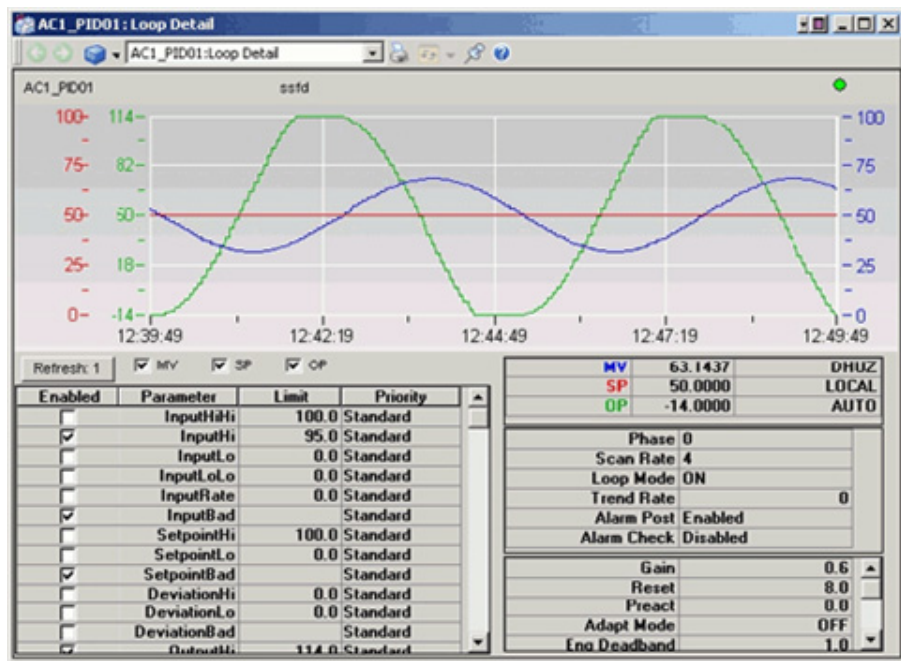 AC1_PID01:Loop Detail
AC1_PID01:Loop Detail
AC1_PID01 ssfd
100 114 100
75 82 75
50 50 50
25 18 25
0 -14 0
12:39:49 12:42:19 12:44:49 12:47:19 12:49:49
Refresh: 1 MV SP OP
MV 63.1437 DHUZ
SP 50.0000 LOCAL
OP -14.0000 AUTO
Enabled Parameter Limit Priority
InputHiHi 100.0 Standard
InputHi 95.0 Standard
InputLo 0.0 Standard
InputLoLo 0.0 Standard
InputRate 0.0 Standard
InputBad Standard
SetpointHi 100.0 Standard
SetpointLo 0.0 Standard
SetpointBad Standard
DeviationHi 0.0 Standard
DeviationLo 0.0 Standard
DeviationBad Standard
OutputHi 114.0 Standard
Phase 0
Scan Rate 4
Loop Mode ON
Trend Rate 0
Alarm Post Enabled
Alarm Check Disabled
Gain 0.6
Reset 8.0
Preact 0.0
Adapt Mode OFF
Eng Deadband 1.0